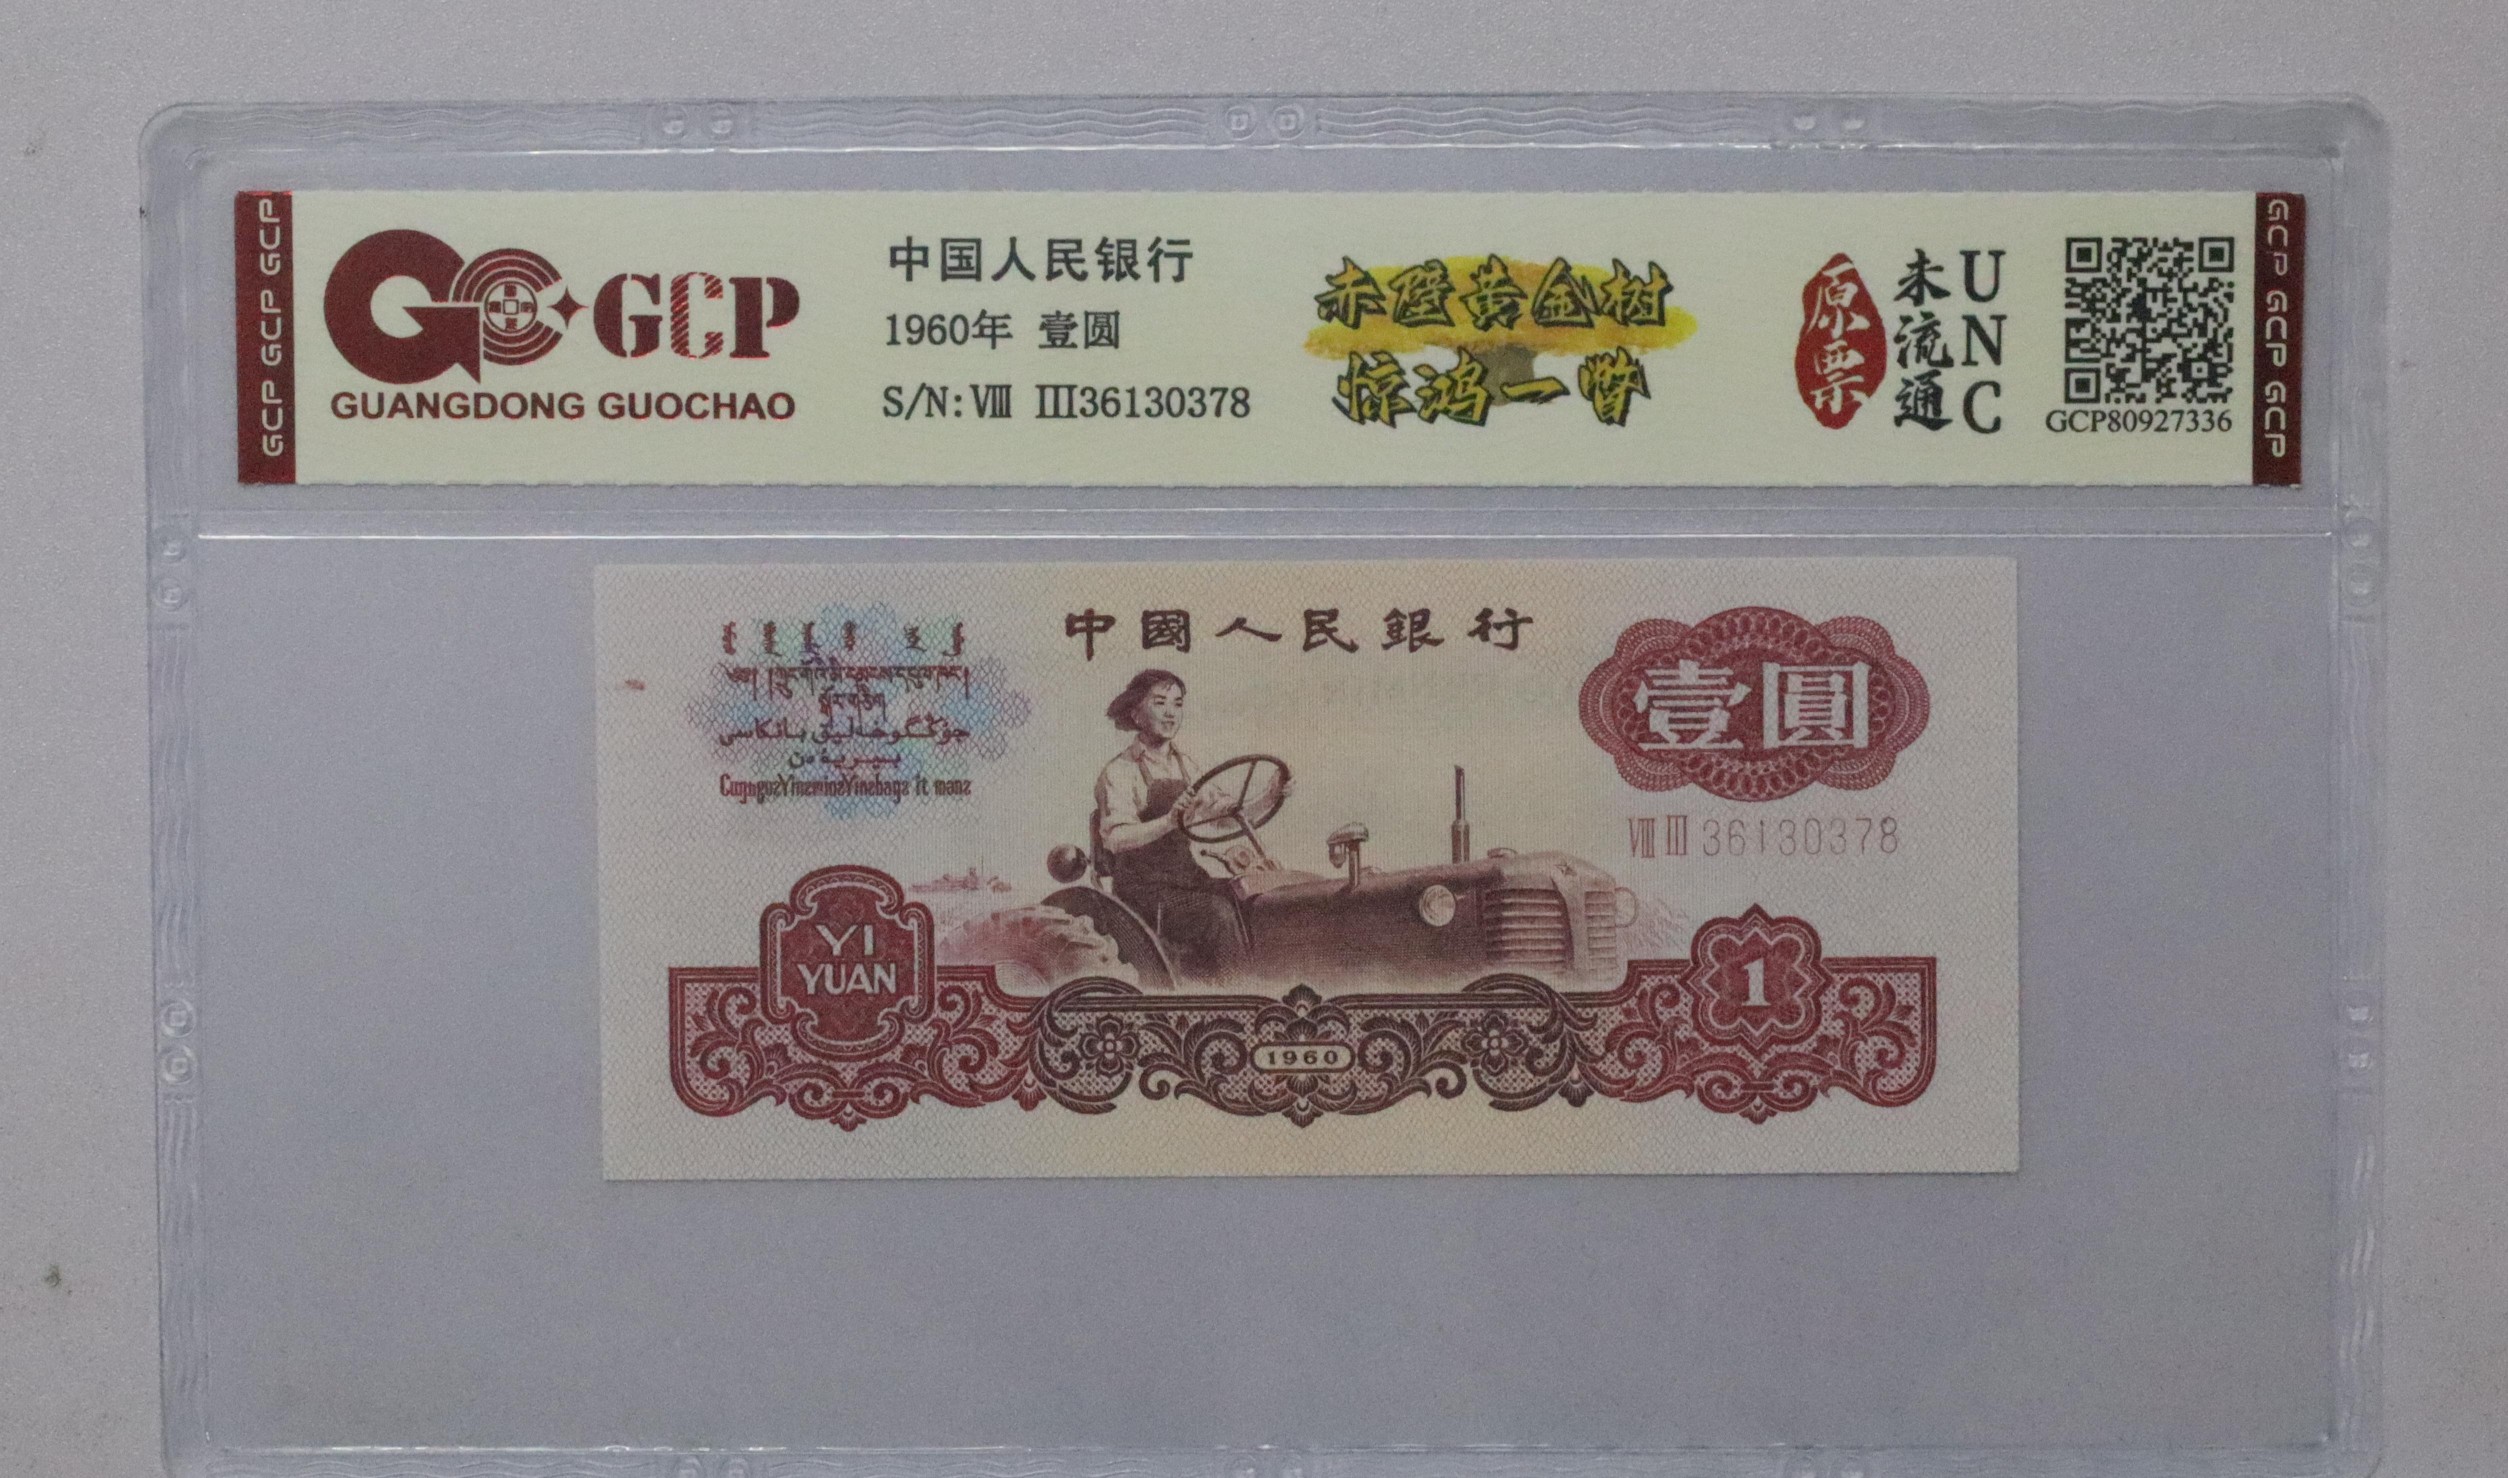 GCP GCP GCP
GCP
GUANGDONG GUOCHAO
中国人民银行
1960年 壹圆
S/N: Ⅷ Ⅲ36130378
赤壁黄金树
惊鸿一瞥
原票
未流通
UNC
GCP80927336
GCP GCP GCP
中國人民銀行
壹圓
Ⅷ Ⅲ 36130378
YI
YUAN
1960
1